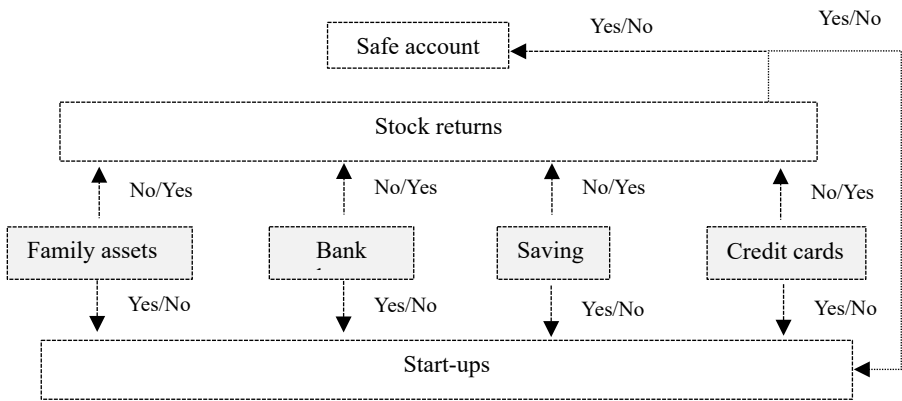 Yes/No
Yes/No
Safe account
Stock returns
No/Yes
No/Yes
No/Yes
No/Yes
Family assets
Bank
Saving
Credit cards
Yes/No
Yes/No
Yes/No
Yes/No
Start-ups